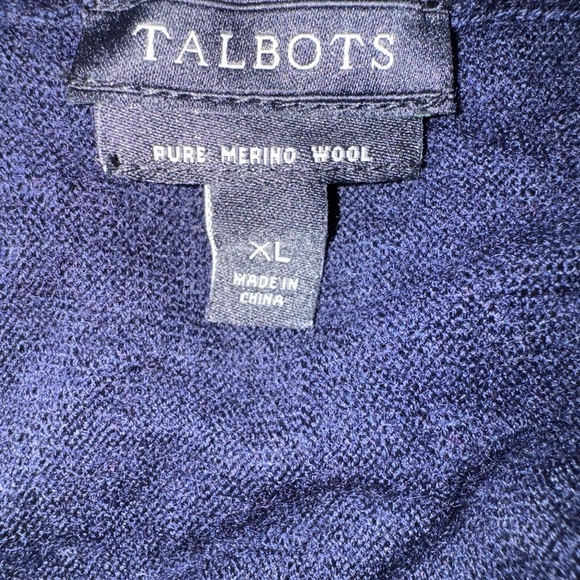 TALBOTS
PURE MERINO WOOL
XL
MADE IN
CHINA